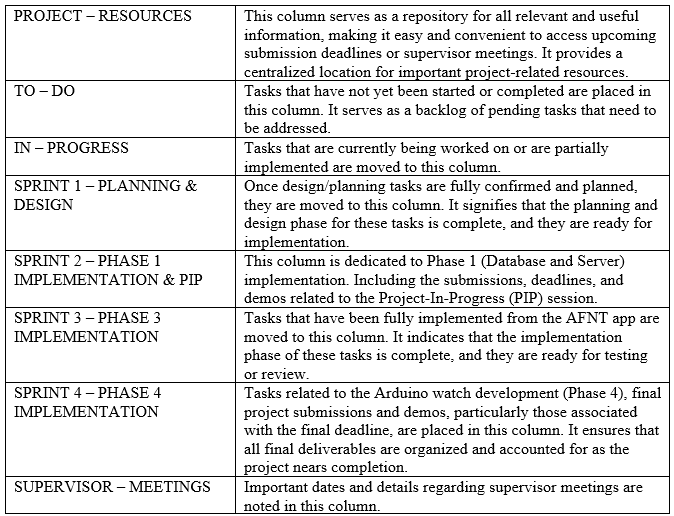 PROJECT – RESOURCES
This column serves as a repository for all relevant and useful
information, making it easy and convenient to access upcoming
submission deadlines or supervisor meetings. It provides a
centralized location for important project-related resources.
TO – DO
Tasks that have not yet been started or completed are placed in
this column. It serves as a backlog of pending tasks that need to
be addressed.
IN – PROGRESS
Tasks that are currently being worked on or are partially
implemented are moved to this column.
SPRINT 1 – PLANNING &
DESIGN
Once design/planning tasks are fully confirmed and planned,
they are moved to this column. It signifies that the planning and
design phase for these tasks is complete, and they are ready for
implementation.
SPRINT 2 – PHASE 1
IMPLEMENTATION & PIP
This column is dedicated to Phase 1 (Database and Server)
implementation. Including the submissions, deadlines, and
demos related to the Project-In-Progress (PIP) session.
SPRINT 3 – PHASE 3
IMPLEMENTATION
Tasks that have been fully implemented from the AFNT app are
moved to this column. It indicates that the implementation
phase of these tasks is complete, and they are ready for testing
or review.
SPRINT 4 – PHASE 4
IMPLEMENTATION
Tasks related to the Arduino watch development (Phase 4), final
project submissions and demos, particularly those associated
with the final deadline, are placed in this column. It ensures that
all final deliverables are organized and accounted for as the
project nears completion.
SUPERVISOR – MEETINGS
Important dates and details regarding supervisor meetings are
noted in this column.